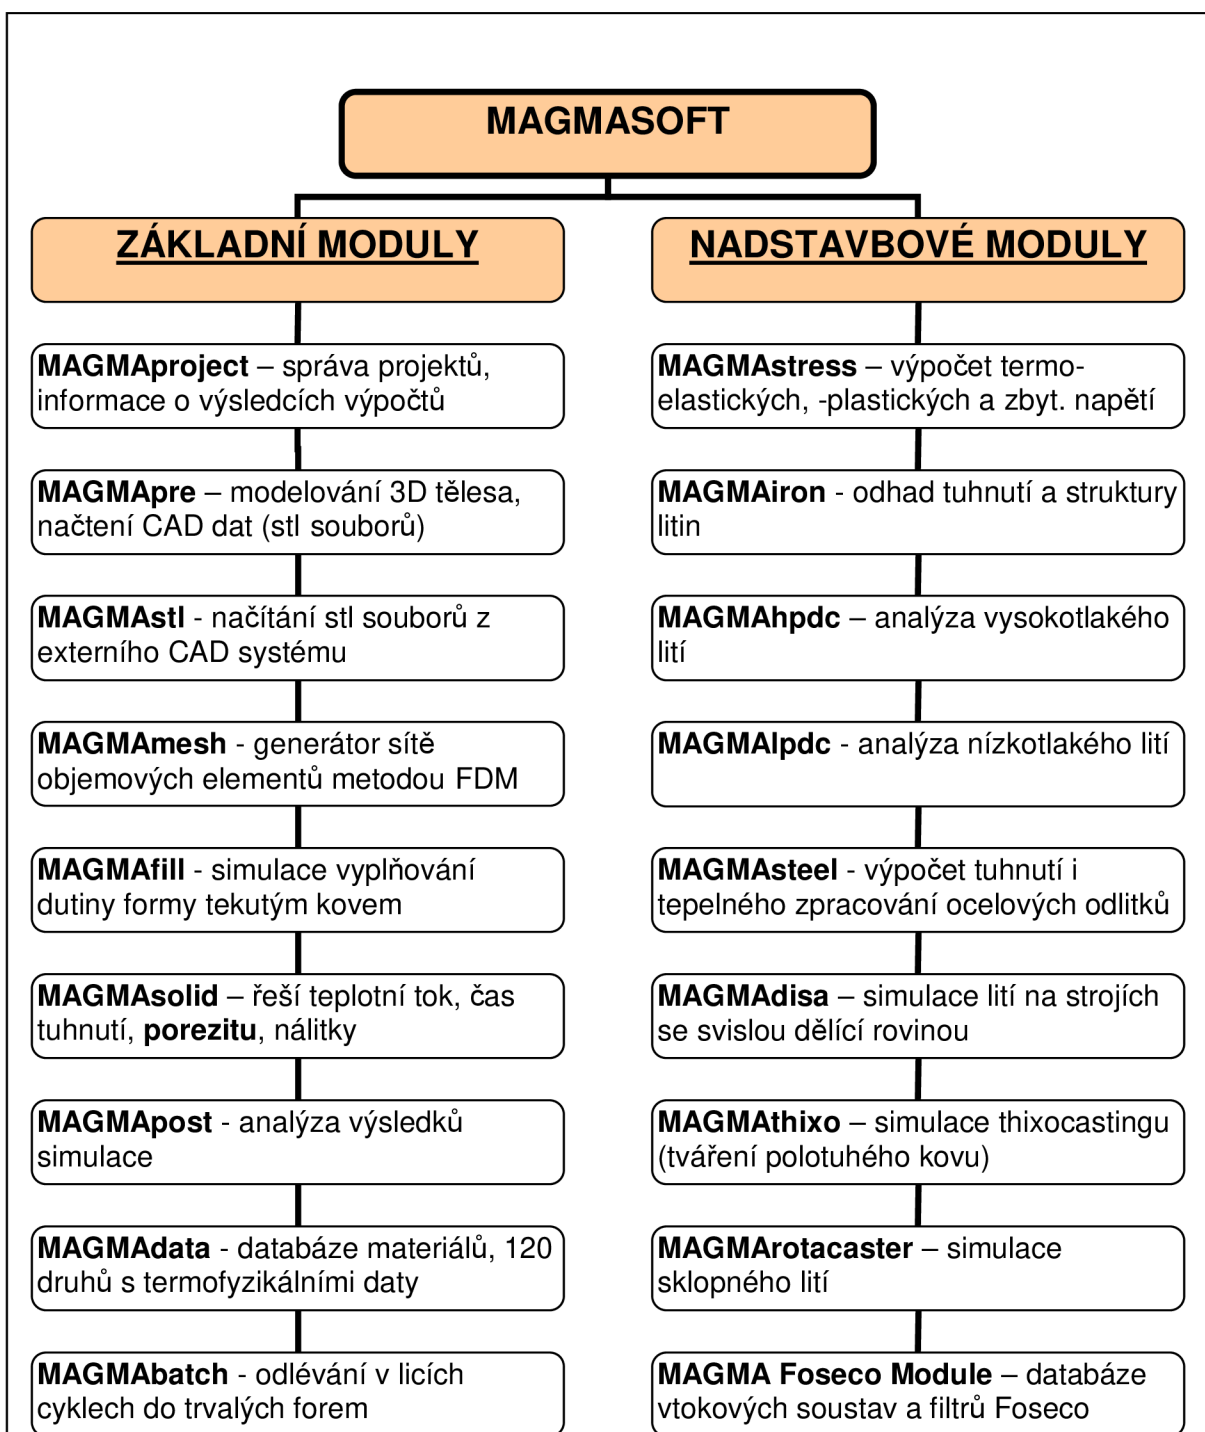 MAGMASOFT
ZÁKLADNÍ MODULY
MAGMAproject – správa projektů,
informace o výsledcích výpočtů
MAGMApre – modelování 3D tělesa,
načtení CAD dat (stl souborů)
MAGMAstl - načítání stl souborů z
externího CAD systému
MAGMAmesh - generátor sítě
objemových elementů metodou FDM
MAGMAfill - simulace vyplňování
dutiny formy tekutým kovem
MAGMAsolid – řeší teplotní tok, čas
tuhnutí, porezitu, nálitky
MAGMApost - analýza výsledků
simulace
MAGMAdata - databáze materiálů, 120
druhů s termofyzikálními daty
MAGMAbatch - odlévání v licích
cyklech do trvalých forem
NADSTAVBOVÉ MODULY
MAGMAstress – výpočet termo-
elastických, -plastických a zbyt. napětí
MAGMAiron - odhad tuhnutí a struktury
litin
MAGMAhpdc – analýza vysokotlakého
lití
MAGMAlpdc - analýza nízkotlakého lití
MAGMAsteel - výpočet tuhnutí i
tepelného zpracování ocelových odlitků
MAGMAdisa – simulace lití na strojích
se svislou dělící rovinou
MAGMAthixo – simulace thixocastingu
(tváření polotuhého kovu)
MAGMArotacaster – simulace
sklopného lití
MAGMA Foseco Module – databáze
vtokových soustav a filtrů Foseco